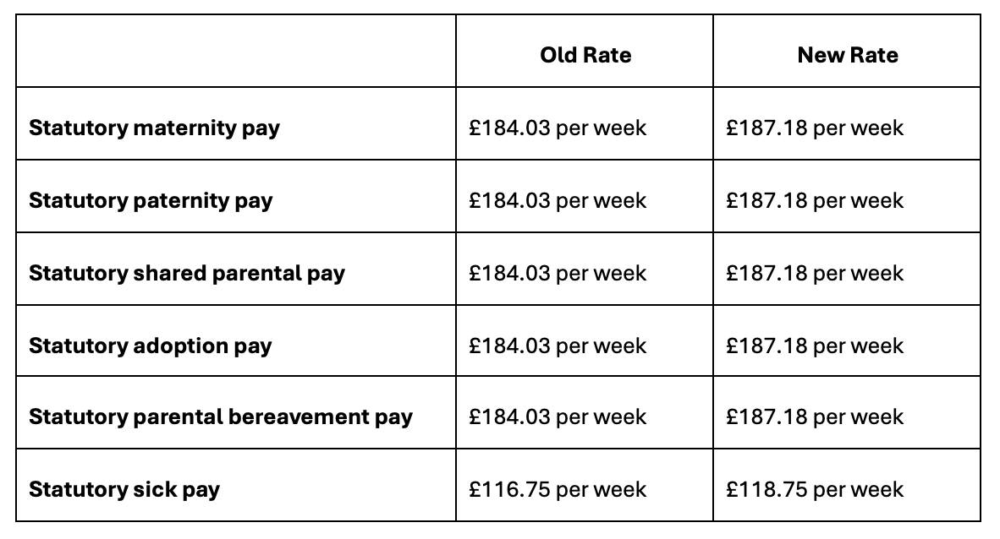 Old Rate New Rate
Statutory maternity pay £184.03 per week £187.18 per week
Statutory paternity pay £184.03 per week £187.18 per week
Statutory shared parental pay £184.03 per week £187.18 per week
Statutory adoption pay £184.03 per week £187.18 per week
Statutory parental bereavement pay £184.03 per week £187.18 per week
Statutory sick pay £116.75 per week £118.75 per week